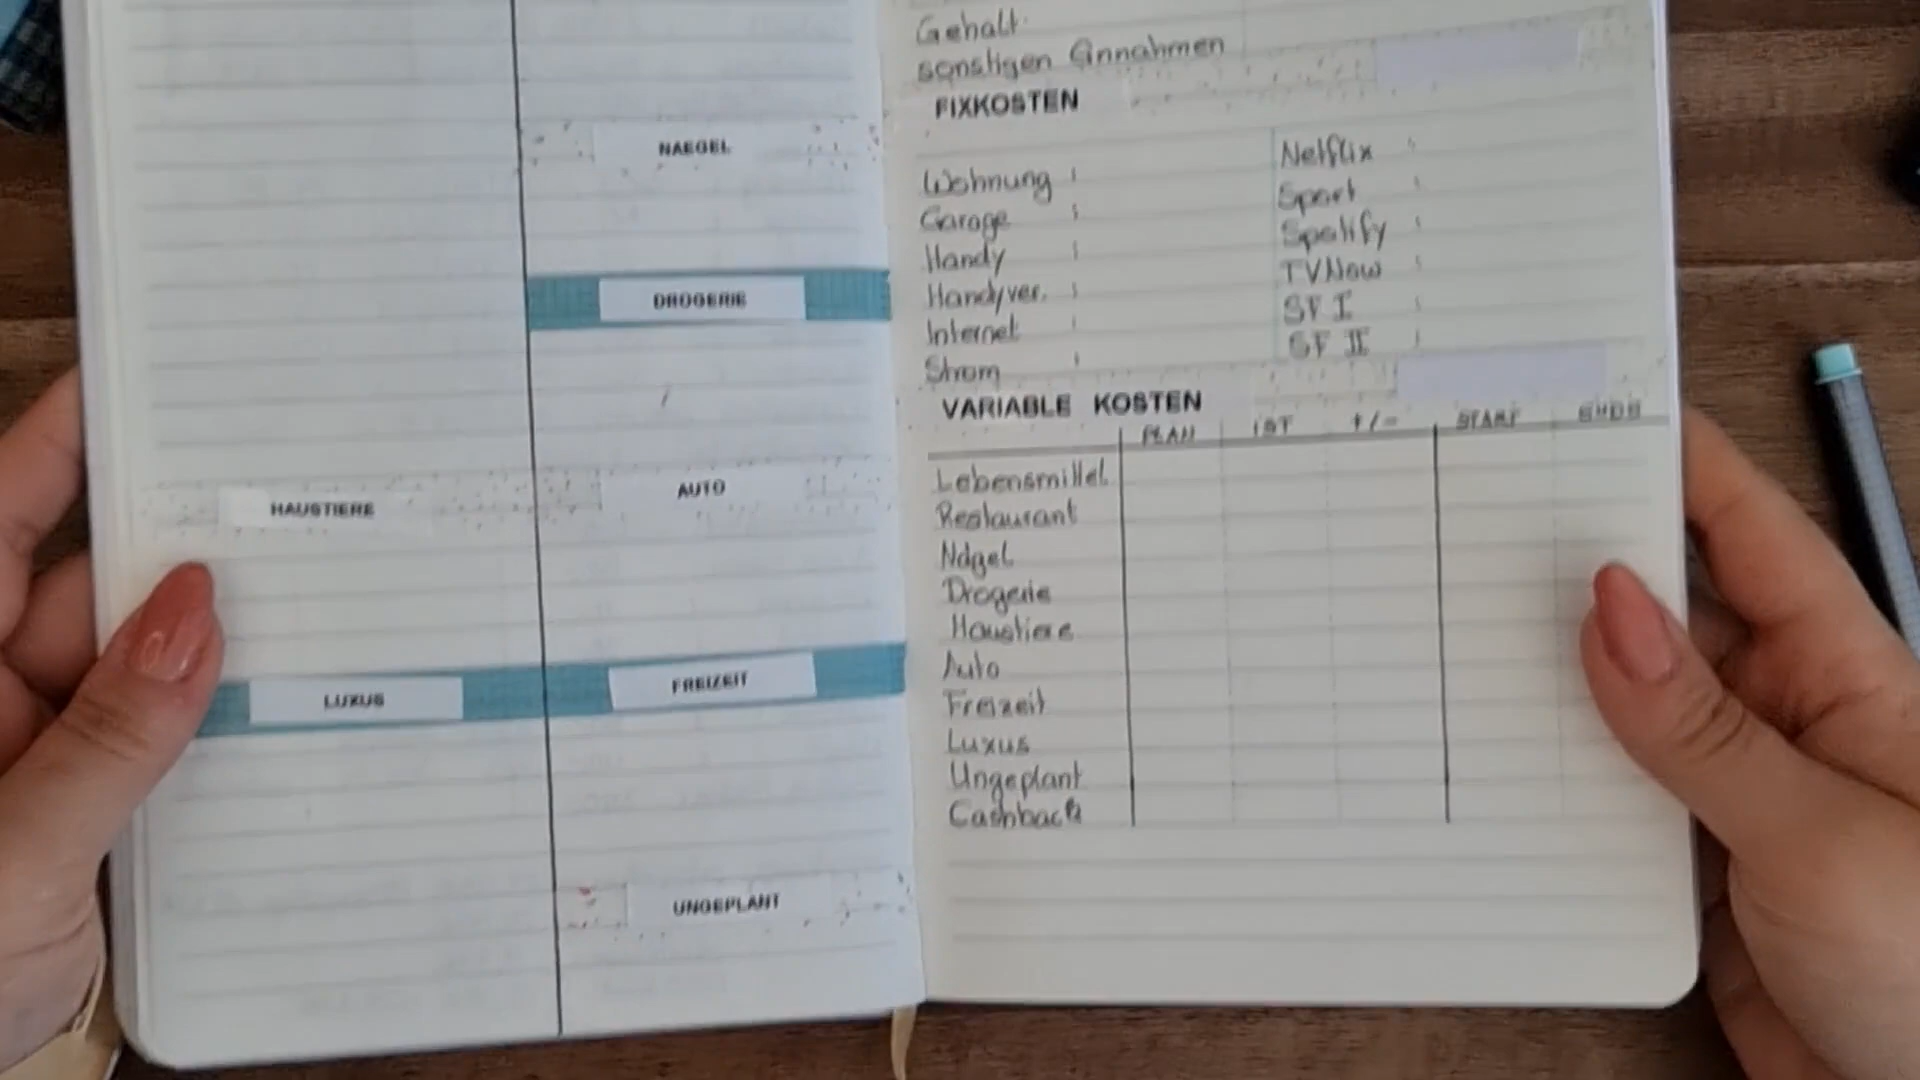 NAEGEL
DROGERIE
HAUSTIERE
AUTO
LUXUS
FREIZEIT
UNGEPLANT
Gehalt
sonstigen Einnahmen
FIXKOSTEN
Wohnung :
Garage :
Handy :
Handyver. :
Internet :
Strom :
Netflix :
Sport :
Spotify :
TVNow :
SF I :
SF II :
VARIABLE KOSTEN
PLAN IST +/- START ENDE
Lebensmittel
Restaurant
Nägel
Drogerie
Haustiere
Auto
Freizeit
Luxus
Ungeplant
Cashback